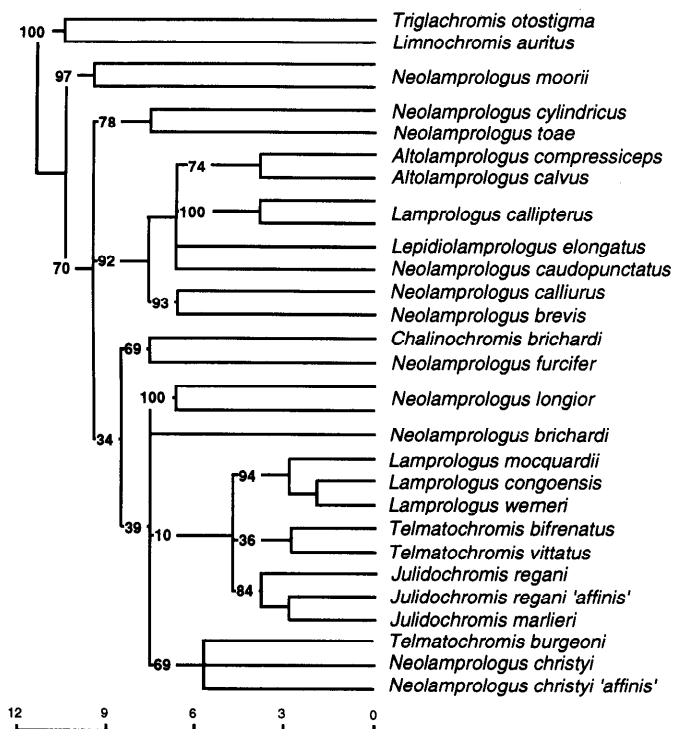 Triglachromis otostigma
100
Limnochromis auritus
97
Neolamprologus moorii
Neolamprologus cylindricus
78
Neolamprologus toae
Altolamprologus compressiceps
74
Altolamprologus calvus
100
Lamprologus callipterus
Lepidiolamprologus elongatus
70
92
Neolamprologus caudopunctatus
Neolamprologus calliurus
93
Neolamprologus brevis
Chalinochromis brichardi
69
Neolamprologus furcifer
100
Neolamprologus longior
Neolamprologus brichardi
34
Lamprologus mocquardii
94
Lamprologus congoensis
Lamprologus werneri
Telmatochromis bifrenatus
39
10
36
Telmatochromis vittatus
Julidochromis regani
84
Julidochromis regani 'affinis'
Julidochromis marlieri
Telmatochromis burgeoni
69
Neolamprologus christyi
Neolamprologus christyi 'affinis'
12 9 6 3 0